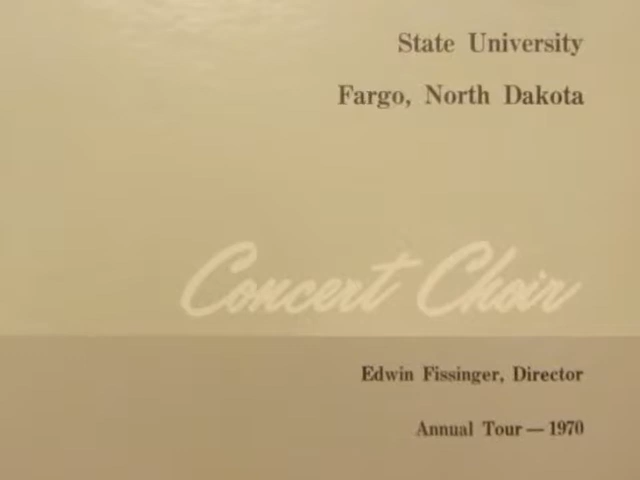 State University
Fargo, North Dakota
Concert Choir
Edwin Fissinger, Director
Annual Tour — 1970